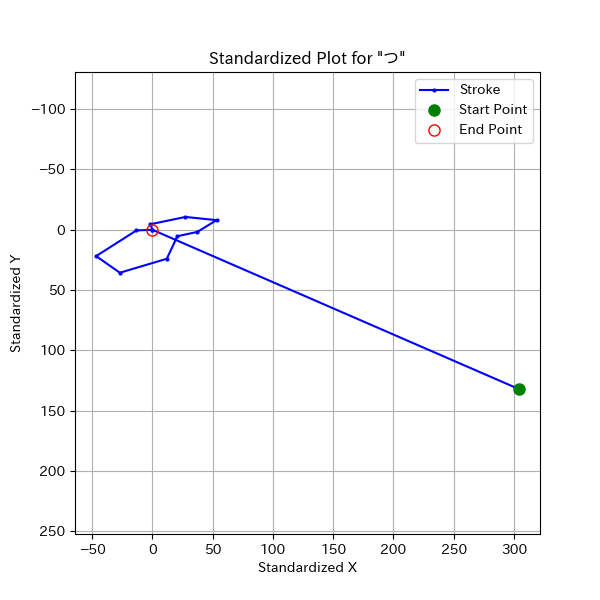 Standardized Plot for "つ"
Stroke
Start Point
End Point
−100
−50
0
50
100
150
200
250
Standardized Y
−50
0
50
100
150
200
250
300
Standardized X